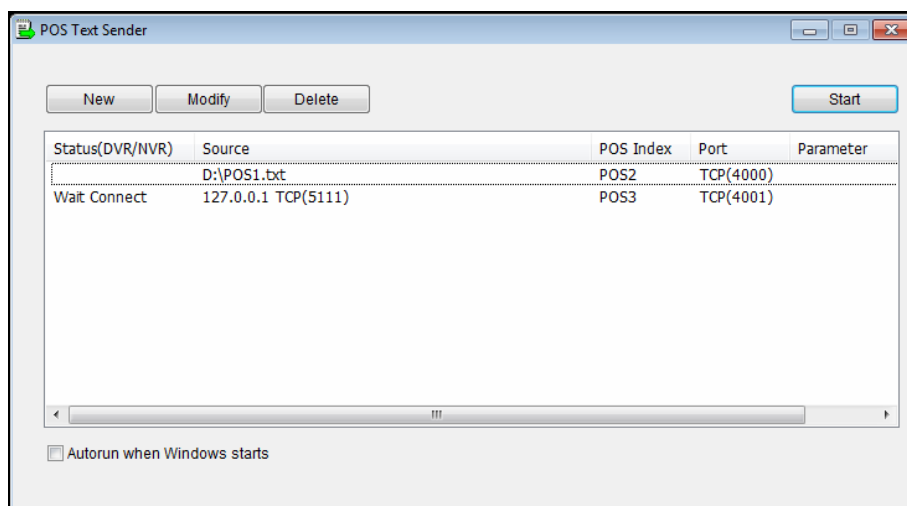 POS Text Sender
New Modify Delete Start
Status(DVR/NVR) Source POS Index Port Parameter
D:\POS1.txt POS2 TCP(4000)
Wait Connect 127.0.0.1 TCP(5111) POS3 TCP(4001)
Autorun when Windows starts